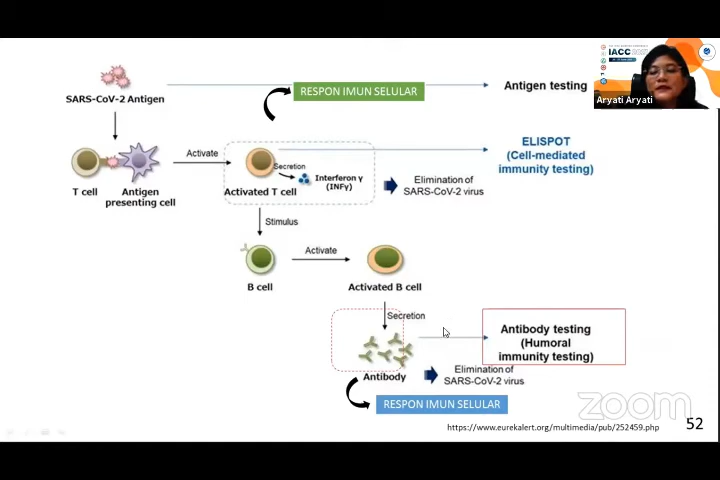 IACC 2021
Aryati Aryati
RESPON IMUN SELULAR
Antigen testing
SARS-CoV-2 Antigen
ELISPOT
(Cell-mediated
immunity testing)
Activate
Secretion
Interferon γ
(INFγ)
T cell
Antigen
presenting cell
Activated T cell
Elimination of
SARS-CoV-2 virus
Stimulus
Activate
B cell
Activated B cell
Secretion
Antibody testing
(Humoral
immunity testing)
Antibody
Elimination of
SARS-CoV-2 virus
RESPON IMUN SELULAR
zoom
https://www.eurekalert.org/multimedia/pub/252459.php
52